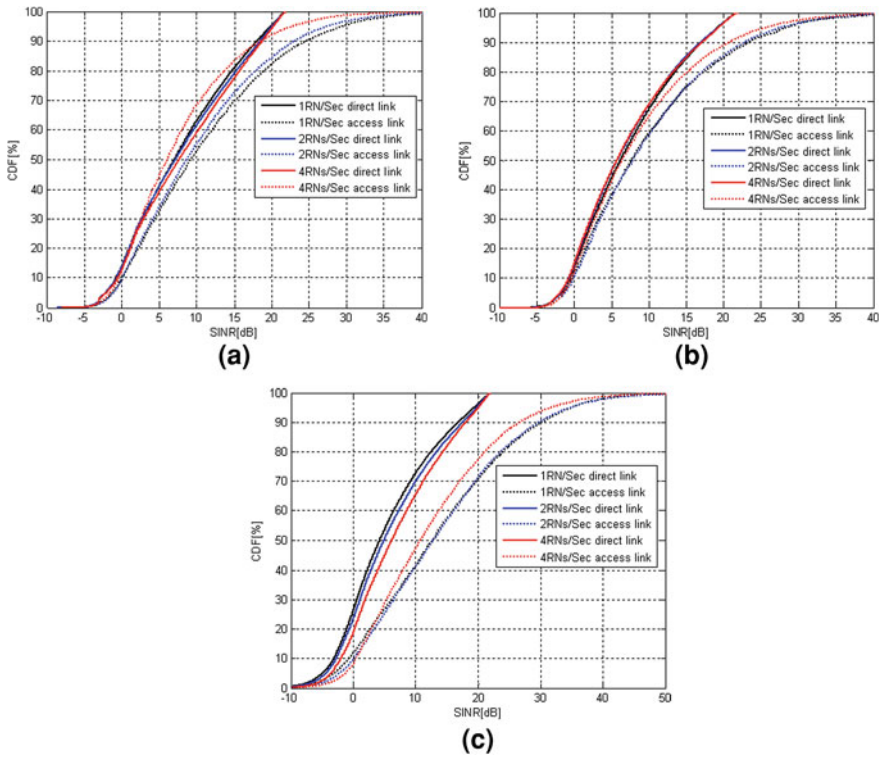 100
90
80
70
60
50
40
30
20
10
0
CDF[%]
1RN/Sec direct link
1RN/Sec access link
2RNs/Sec direct link
2RNs/Sec access link
4RNs/Sec direct link
4RNs/Sec access link
-10 -5 0 5 10 15 20 25 30 35 40
SINR[dB]
(a)
100
90
80
70
60
50
40
30
20
10
0
CDF[%]
1RN/Sec direct link
1RN/Sec access link
2RNs/Sec direct link
2RNs/Sec access link
4RNs/Sec direct link
4RNs/Sec access link
-10 -5 0 5 10 15 20 25 30 35 40
SINR[dB]
(b)
100
90
80
70
60
50
40
30
20
10
0
CDF[%]
1RN/Sec direct link
1RN/Sec access link
2RNs/Sec direct link
2RNs/Sec access link
4RNs/Sec direct link
4RNs/Sec access link
-10 0 10 20 30 40 50
SINR[dB]
(c)